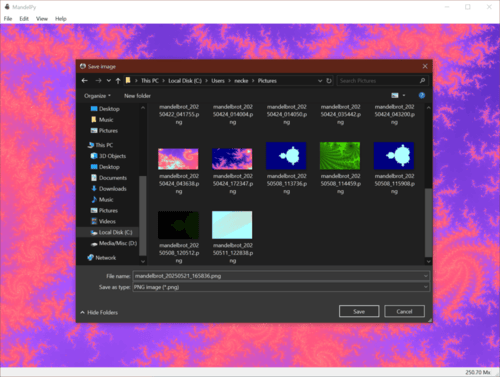 MandelPy
File Edit View Help
Save image
This PC > Local Disk (C:) > Users > necke > Pictures
Search Pictures
Organize
New folder
Desktop
Music
Pictures
This PC
3D Objects
Desktop
Documents
Downloads
Music
Pictures
Videos
Local Disk (C:)
Media/Misc (D:)
Network
mandelbrot_20250422_041755.png
mandelbrot_20250424_014004.png
mandelbrot_20250424_014050.png
mandelbrot_20250424_035442.png
mandelbrot_20250424_043200.png
mandelbrot_20250424_043638.png
mandelbrot_20250424_172347.png
mandelbrot_20250508_113736.png
mandelbrot_20250508_114459.png
mandelbrot_20250508_115908.png
mandelbrot_20250508_120512.png
mandelbrot_20250511_122838.png
File name: mandelbrot_20250521_165836.png
Save as type: PNG image (*.png)
Hide Folders
Save
Cancel
250.70 Mx